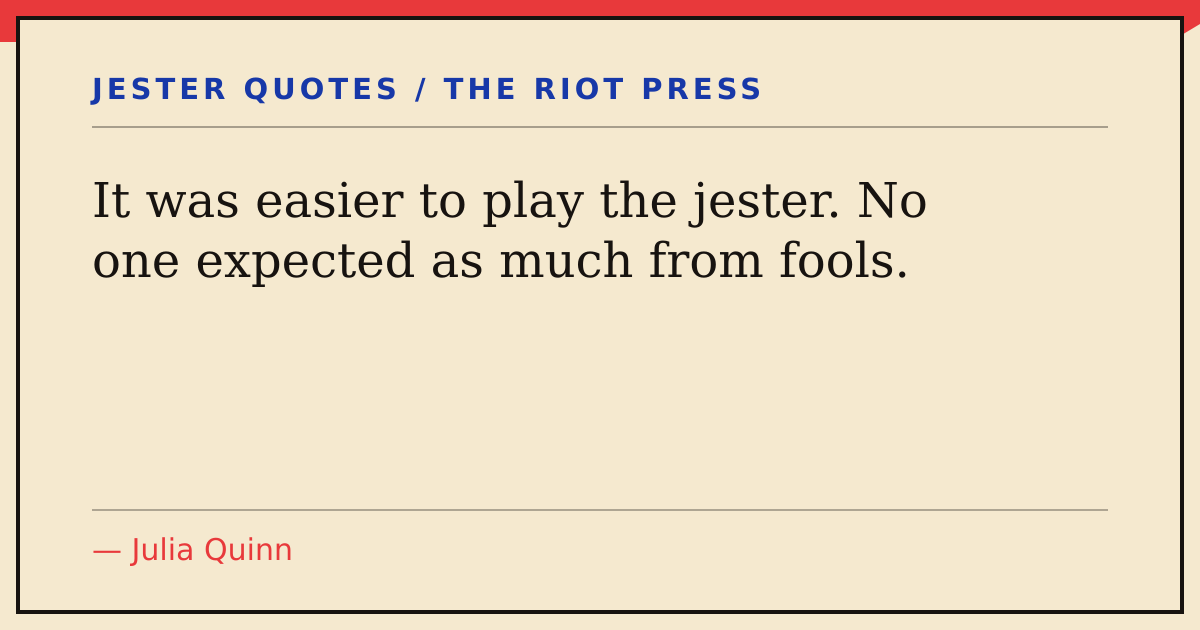 JESTER QUOTES / THE RIOT PRESS
It was easier to play the jester. No
one expected as much from fools.
— Julia Quinn